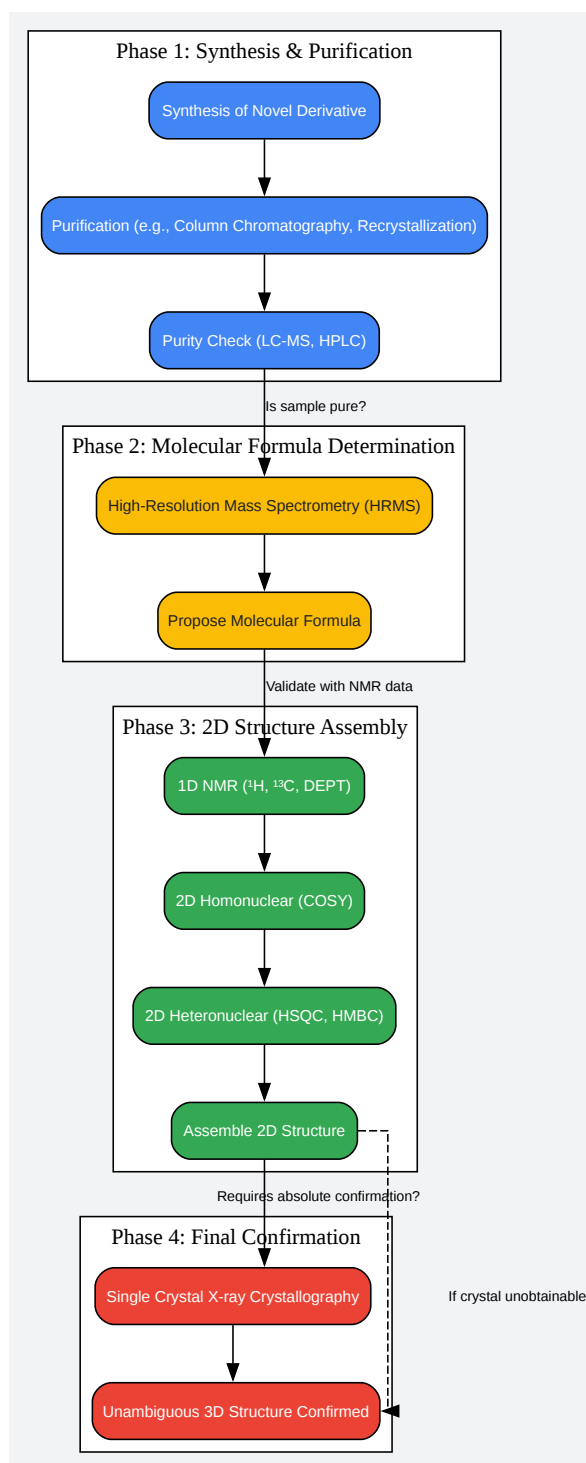 Phase 1: Synthesis & Purification
Synthesis of Novel Derivative
Purification (e.g., Column Chromatography, Recrystallization)
Purity Check (LC-MS, HPLC)
Is sample pure?
Phase 2: Molecular Formula Determination
High-Resolution Mass Spectrometry (HRMS)
Propose Molecular Formula
Validate with NMR data
Phase 3: 2D Structure Assembly
1D NMR (¹H, ¹³C, DEPT)
2D Homonuclear (COSY)
2D Heteronuclear (HSQC, HMBC)
Assemble 2D Structure
Requires absolute confirmation?
Phase 4: Final Confirmation
Single Crystal X-ray Crystallography
If crystal unobtainable
Unambiguous 3D Structure Confirmed